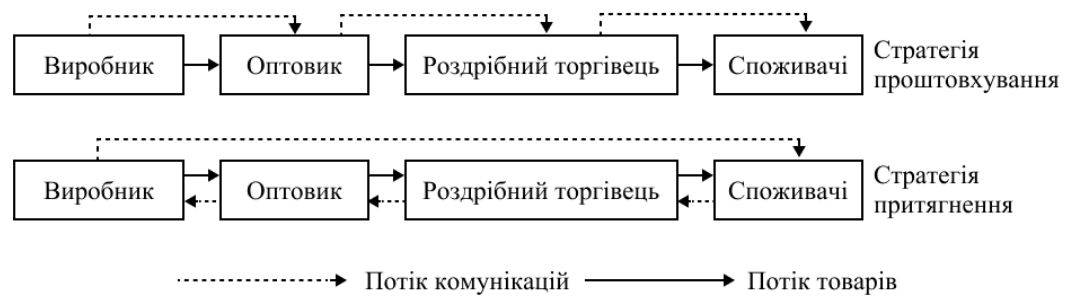 Виробник Оптовик Роздрібний торгівець Споживачі
Стратегія
проштовхування
Виробник Оптовик Роздрібний торгівець Споживачі
Стратегія
притягнення
Потік комунікацій Потік товарів